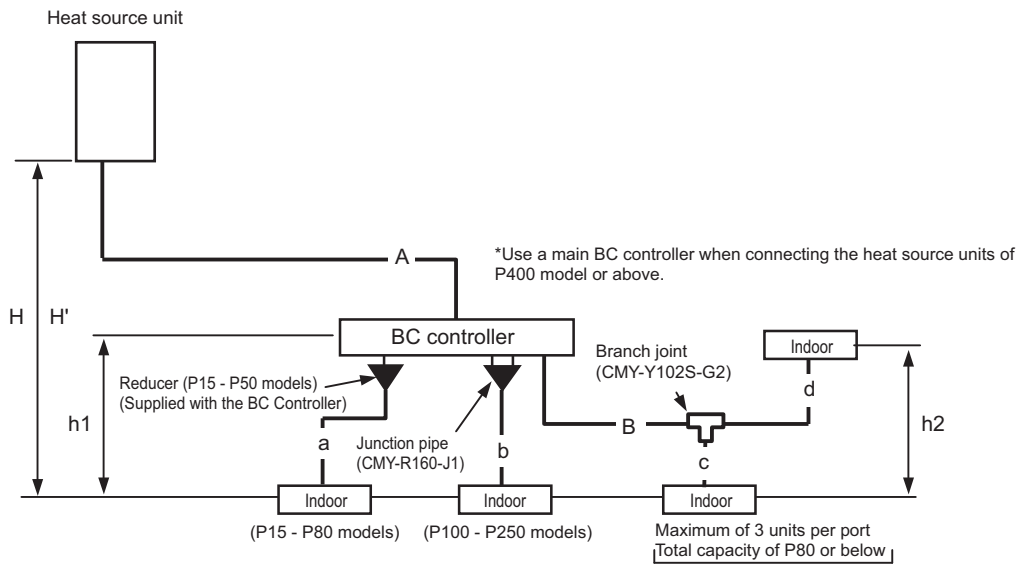 Heat source unit
A
*Use a main BC controller when connecting the heat source units of
P400 model or above.
H
H'
BC controller
Branch joint
(CMY-Y102S-G2)
Indoor
Reducer (P15 - P50 models)
(Supplied with the BC Controller)
d
h1
B
h2
a
Junction pipe
(CMY-R160-J1)
b
c
Indoor
Indoor
Indoor
(P15 - P80 models)
(P100 - P250 models)
Maximum of 3 units per port
Total capacity of P80 or below